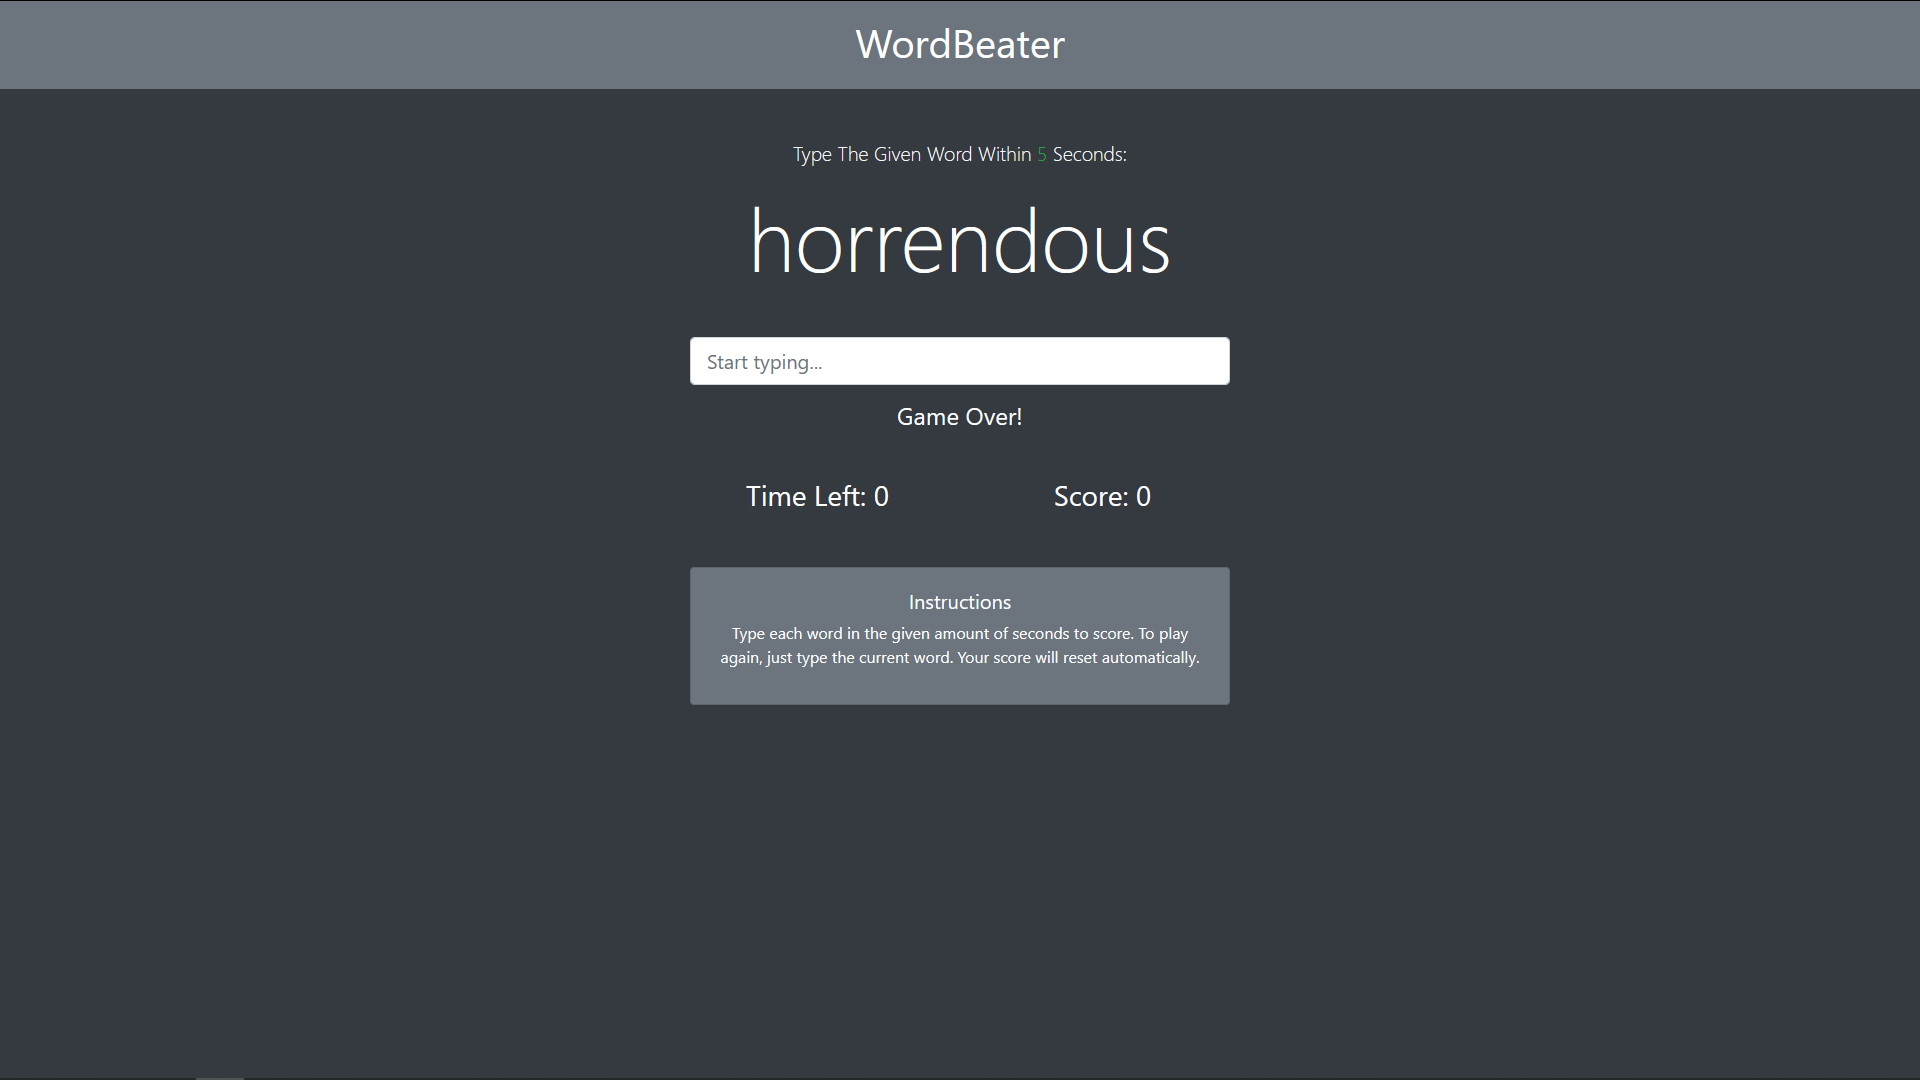 WordBeater
Type The Given Word Within 5 Seconds:
horrendous
Start typing...
Game Over!
Time Left: 0
Score: 0
Instructions
Type each word in the given amount of seconds to score. To play
again, just type the current word. Your score will reset automatically.